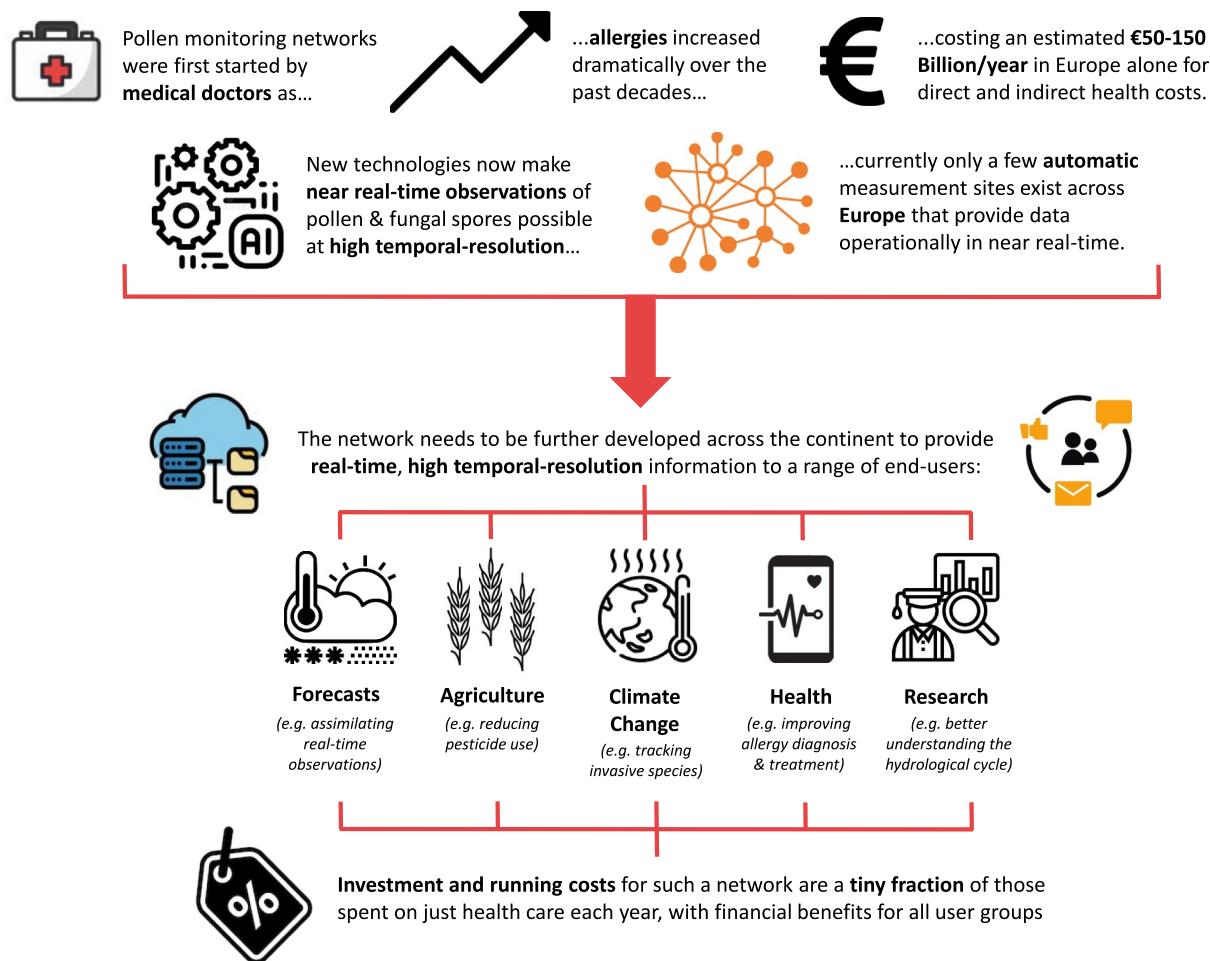 Pollen monitoring networks
were first started by
medical doctors as...
...allergies increased
dramatically over the
past decades...
...costing an estimated €50-150
Billion/year in Europe alone for
direct and indirect health costs.
AI
New technologies now make
near real-time observations of
pollen & fungal spores possible
at high temporal-resolution...
...currently only a few automatic
measurement sites exist across
Europe that provide data
operationally in near real-time.
The network needs to be further developed across the continent to provide
real-time, high temporal-resolution information to a range of end-users:
Forecasts
(e.g. assimilating
real-time
observations)
Agriculture
(e.g. reducing
pesticide use)
Climate
Change
(e.g. tracking
invasive species)
Health
(e.g. improving
allergy diagnosis
& treatment)
Research
(e.g. better
understanding the
hydrological cycle)
%
Investment and running costs for such a network are a tiny fraction of those
spent on just health care each year, with financial benefits for all user groups